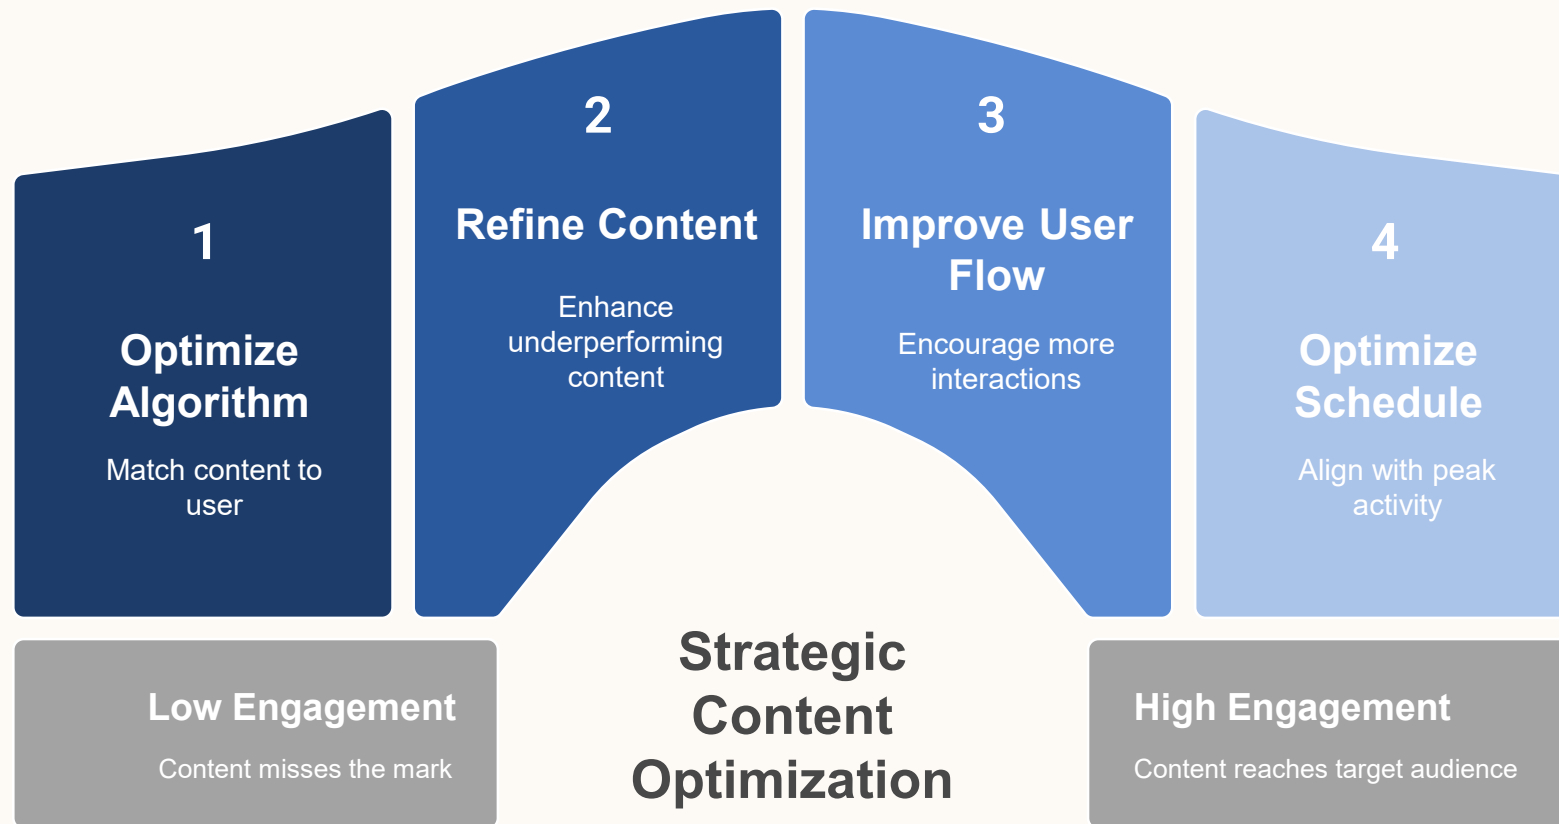 1
Optimize
Algorithm
Match content to
user
2
Refine Content
Enhance
underperforming
content
3
Improve User
Flow
Encourage more
interactions
4
Optimize
Schedule
Align with peak
activity
Low Engagement
Content misses the mark
Strategic
Content
Optimization
High Engagement
Content reaches target audience